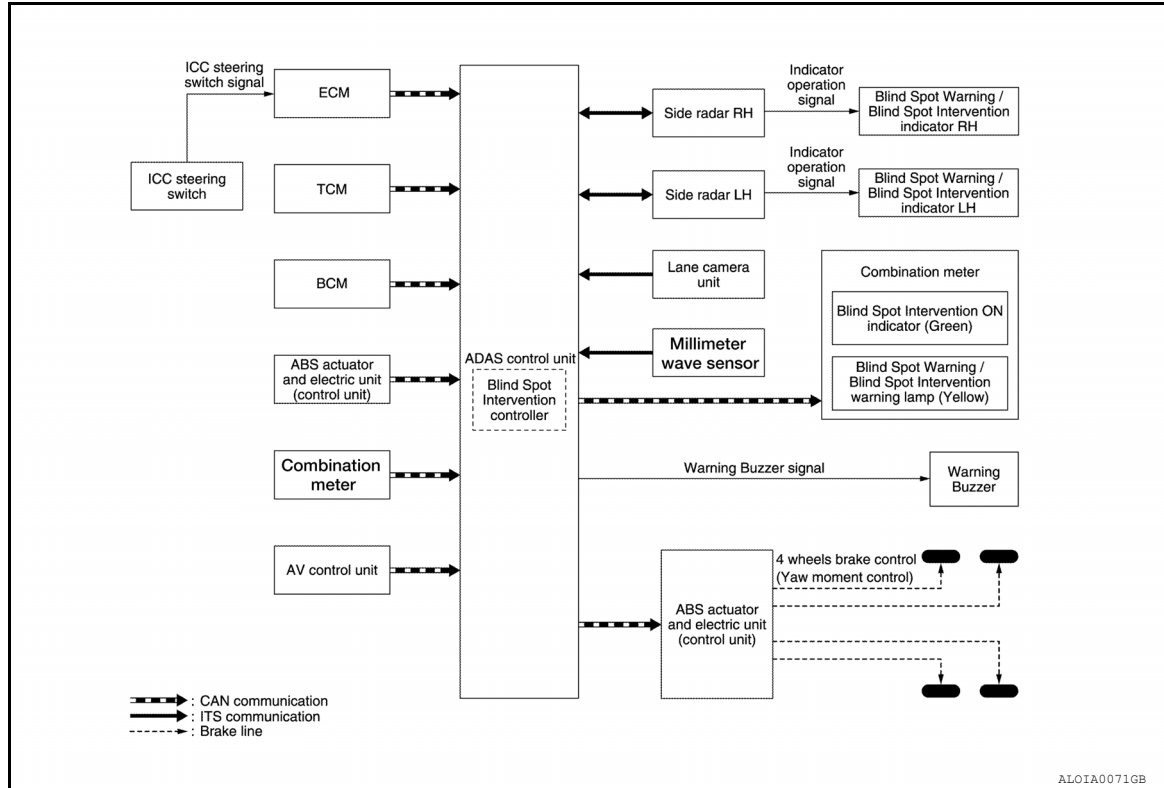 ICC steering
switch signal
ECM
ICC steering
switch
TCM
BCM
ABS actuator
and electric unit
(control unit)
Combination
meter
AV control unit
ADAS control unit
Blind Spot
Intervention
controller
Side radar RH
Indicator
operation
signal
Blind Spot Warning /
Blind Spot Intervention
indicator RH
Side radar LH
Indicator
operation
signal
Blind Spot Warning /
Blind Spot Intervention
indicator LH
Lane camera
unit
Millimeter
wave sensor
Combination meter
Blind Spot Intervention ON
indicator (Green)
Blind Spot Warning /
Blind Spot Intervention
warning lamp (Yellow)
Warning Buzzer signal
Warning
Buzzer
ABS actuator
and electric unit
(control unit)
4 wheels brake control
(Yaw moment control)
: CAN communication
: ITS communication
: Brake line
ALOIA0071GB